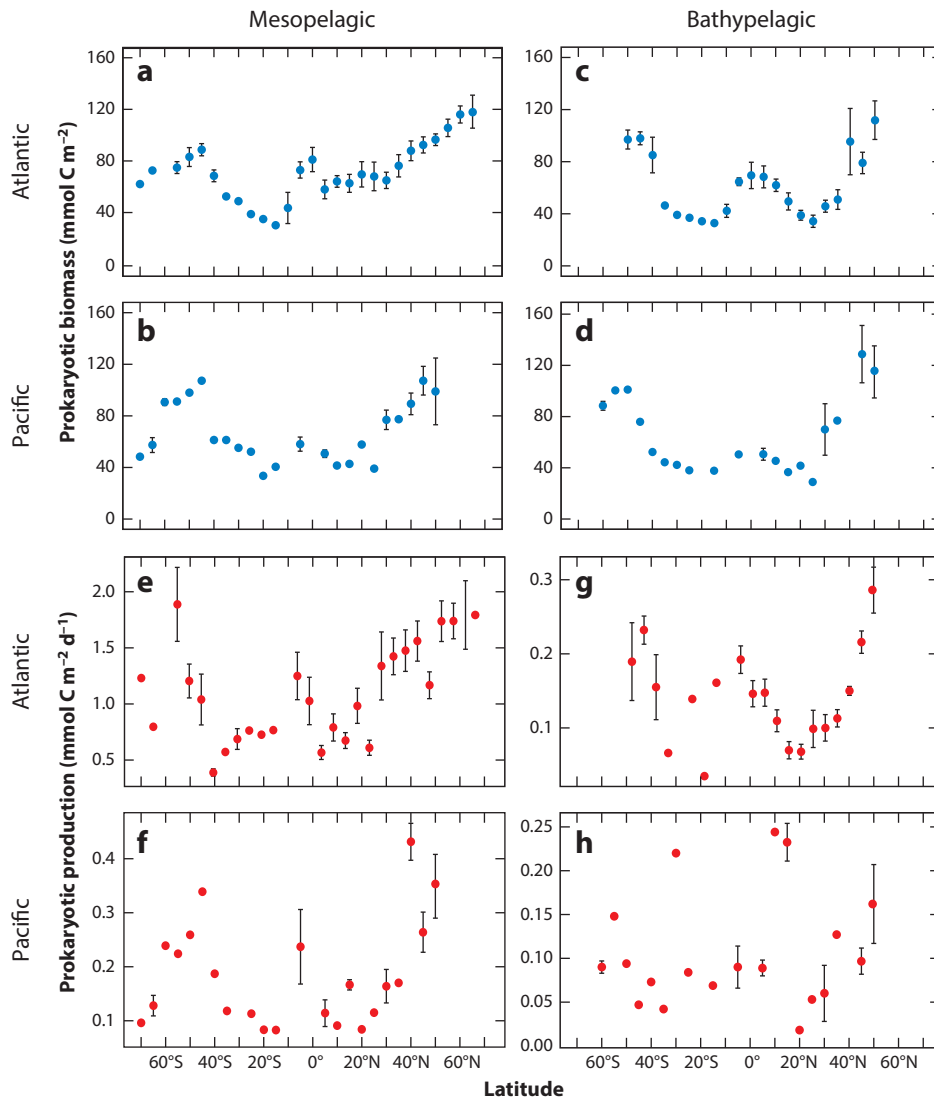 Mesopelagic Bathypelagic
Atlantic
Pacific
Atlantic
Pacific
Prokaryotic biomass (mmol C m⁻²)
Prokaryotic production (mmol C m⁻² d⁻¹)
a
160
120
80
40
0
c
160
120
80
40
0
b
160
120
80
40
0
d
160
120
80
40
0
e
2.0
1.5
1.0
0.5
g
0.3
0.2
0.1
f
0.4
0.3
0.2
0.1
h
0.25
0.20
0.15
0.10
0.05
0.00
60°S 40°S 20°S 0° 20°N 40°N 60°N
60°S 40°S 20°S 0° 20°N 40°N 60°N
Latitude